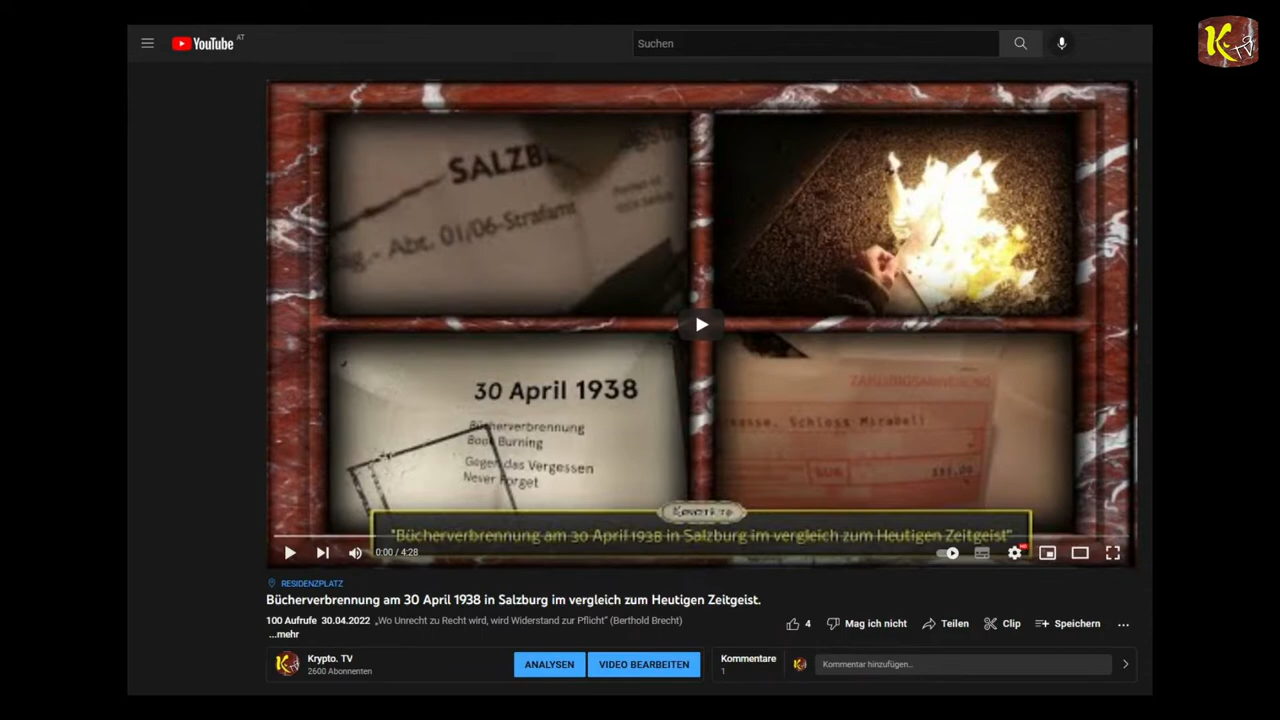 YouTube AT
Suchen
K TV
SALZB
Abt. 01/06-Strafamt
30 April 1938
Bücherverbrennung
Book Burning
Gegen das Vergessen
Never Forget
Schloss Mirabell
EUR
"Bücherverbrennung am 30 April 1938 in Salzburg im vergleich zum Heutigen Zeitgeist"
0:00 / 4:28
RESIDENZPLATZ
Bücherverbrennung am 30 April 1938 in Salzburg im vergleich zum Heutigen Zeitgeist.
100 Aufrufe 30.04.2022 „Wo Unrecht zu Recht wird, wird Widerstand zur Pflicht" (Berthold Brecht)
...mehr
4 Mag ich nicht Teilen Clip Speichern
Krypto. TV
2600 Abonnenten
ANALYSEN VIDEO BEARBEITEN
Kommentare
1
Kommentar hinzufügen...